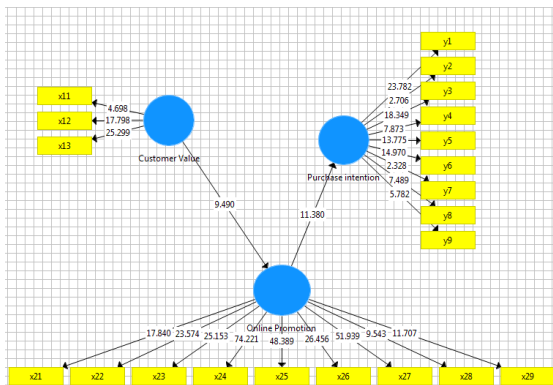 y1
y2
y3
y4
y5
y6
y7
y8
y9
23.782
2.706
18.349
7.873
13.775
14.970
2.328
7.489
5.782
x11
x12
x13
4.698
17.798
25.299
Customer Value
Purchase intention
9.490
11.380
Online Promotion
17.840
23.574
25.153
74.221
48.389
26.456
51.939
9.543
11.707
x21
x22
x23
x24
x25
x26
x27
x28
x29